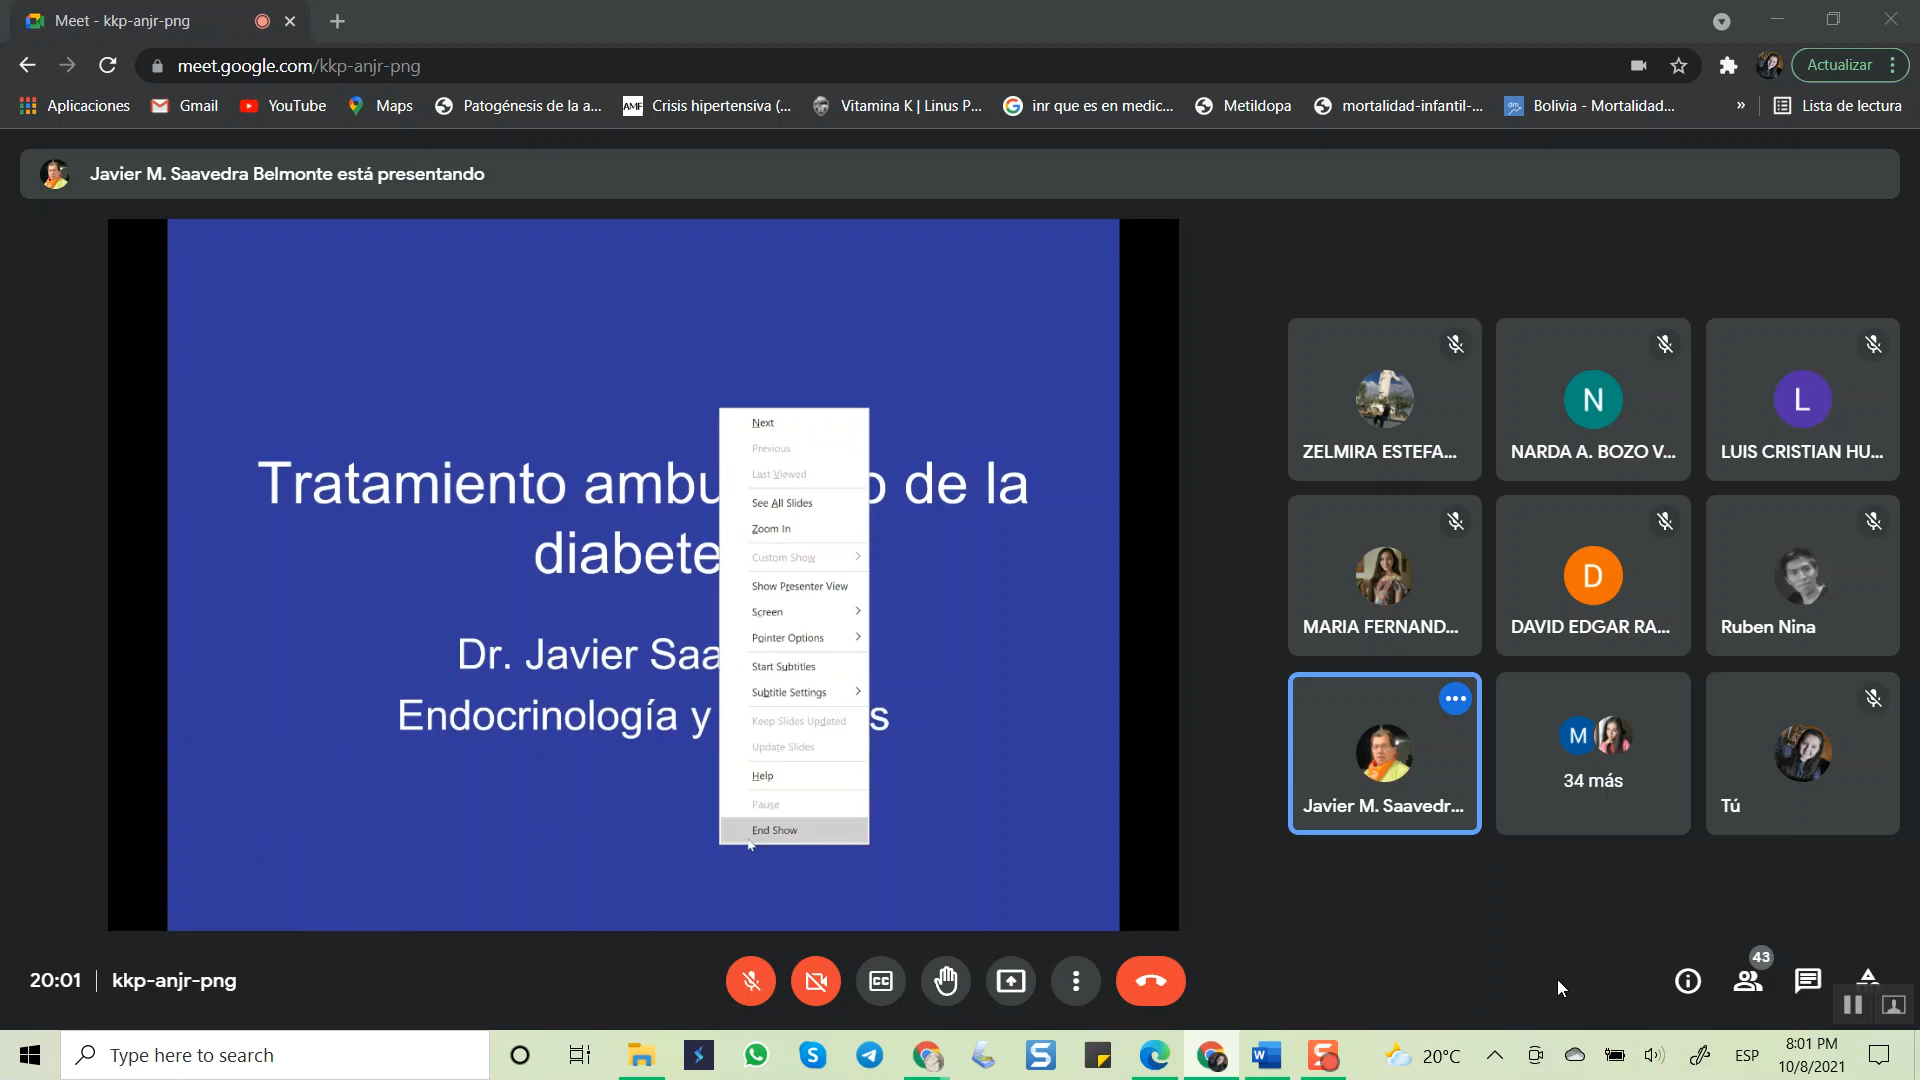 Meet - kkp-anjr-png
meet.google.com/kkp-anjr-png
Actualizar
Aplicaciones
Gmail
YouTube
Maps
Patogénesis de la a...
AMF
Crisis hipertensiva (...
Vitamina K | Linus P...
inr que es en medic...
Metildopa
mortalidad-infantil-...
dm
Bolivia - Mortalidad...
»
Lista de lectura
Javier M. Saavedra Belmonte está presentando
Tratamiento ambu o de la
diabete
Dr. Javier Saa
Endocrinología y s
Next
Previous
Last Viewed
See All Slides
Zoom In
Custom Show
Show Presenter View
Screen
Pointer Options
Start Subtitles
Subtitle Settings
Keep Slides Updated
Update Slides
Help
Pause
End Show
ZELMIRA ESTEFA...
N
NARDA A. BOZO V...
L
LUIS CRISTIAN HU...
MARIA FERNAND...
D
DAVID EDGAR RA...
Ruben Nina
Javier M. Saavedr...
M
34 más
Tú
20:01 | kkp-anjr-png
CC
43
Type here to search
20°C
ESP
8:01 PM
10/8/2021